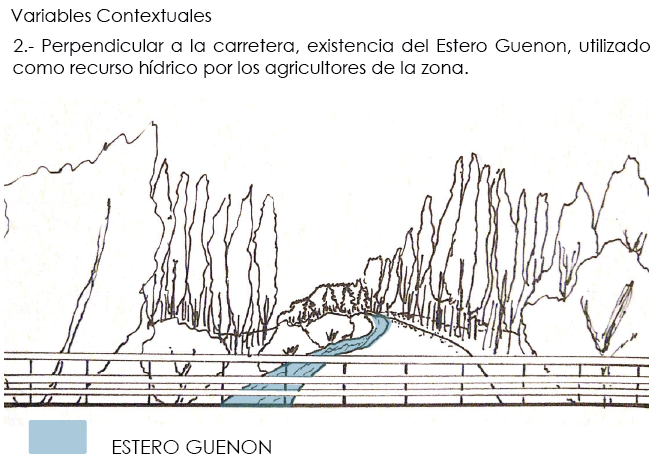 Variables Contextuales
2.- Perpendicular a la carretera, existencia del Estero Guenon, utilizado
como recurso hídrico por los agricultores de la zona.
ESTERO GUENON